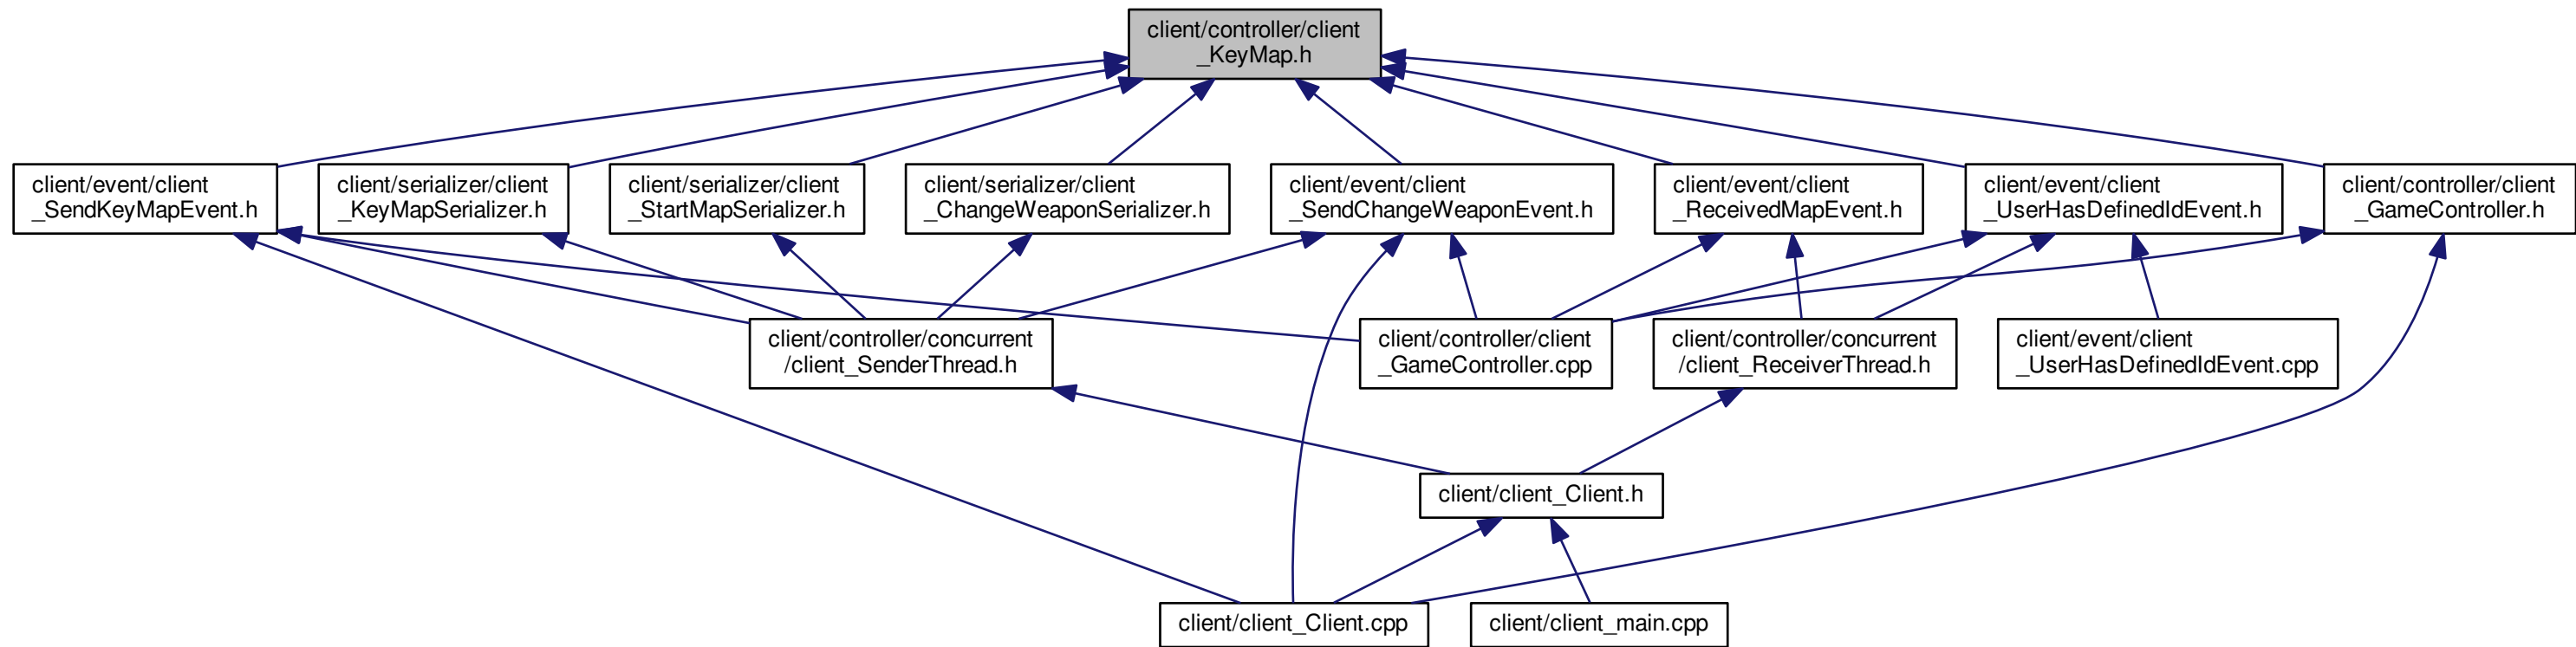 client/controller/client
_KeyMap.h
client/event/client
_SendKeyMapEvent.h
client/serializer/client
_KeyMapSerializer.h
client/serializer/client
_StartMapSerializer.h
client/serializer/client
_ChangeWeaponSerializer.h
client/event/client
_SendChangeWeaponEvent.h
client/event/client
_ReceivedMapEvent.h
client/event/client
_UserHasDefinedIdEvent.h
client/controller/client
_GameController.h
client/controller/concurrent
/client_SenderThread.h
client/controller/client
_GameController.cpp
client/controller/concurrent
/client_ReceiverThread.h
client/event/client
_UserHasDefinedIdEvent.cpp
client/client_Client.h
client/client_Client.cpp
client/client_main.cpp